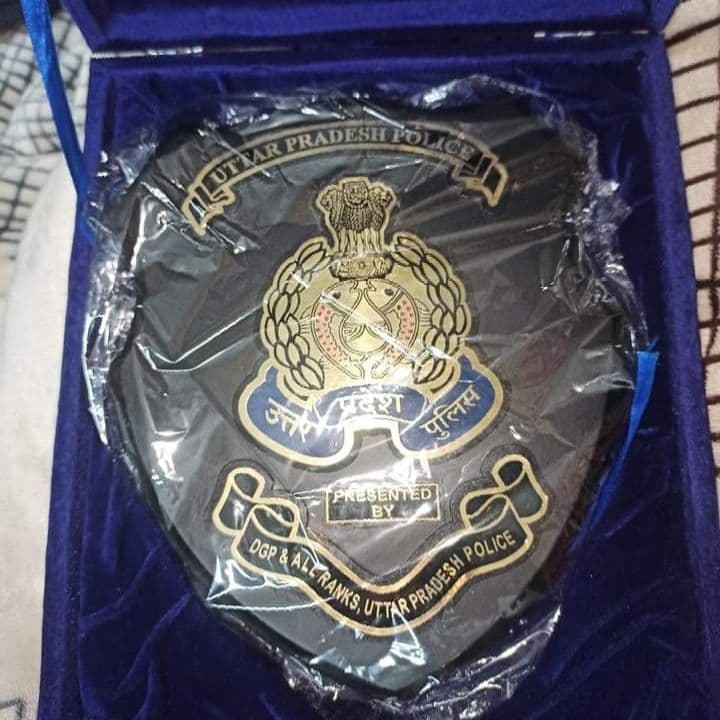 UTTAR PRADESH POLICE
उत्तर प्रदेश पुलिस
PRESENTED
BY
DGP & ALL RANKS, UTTAR PRADESH POLICE